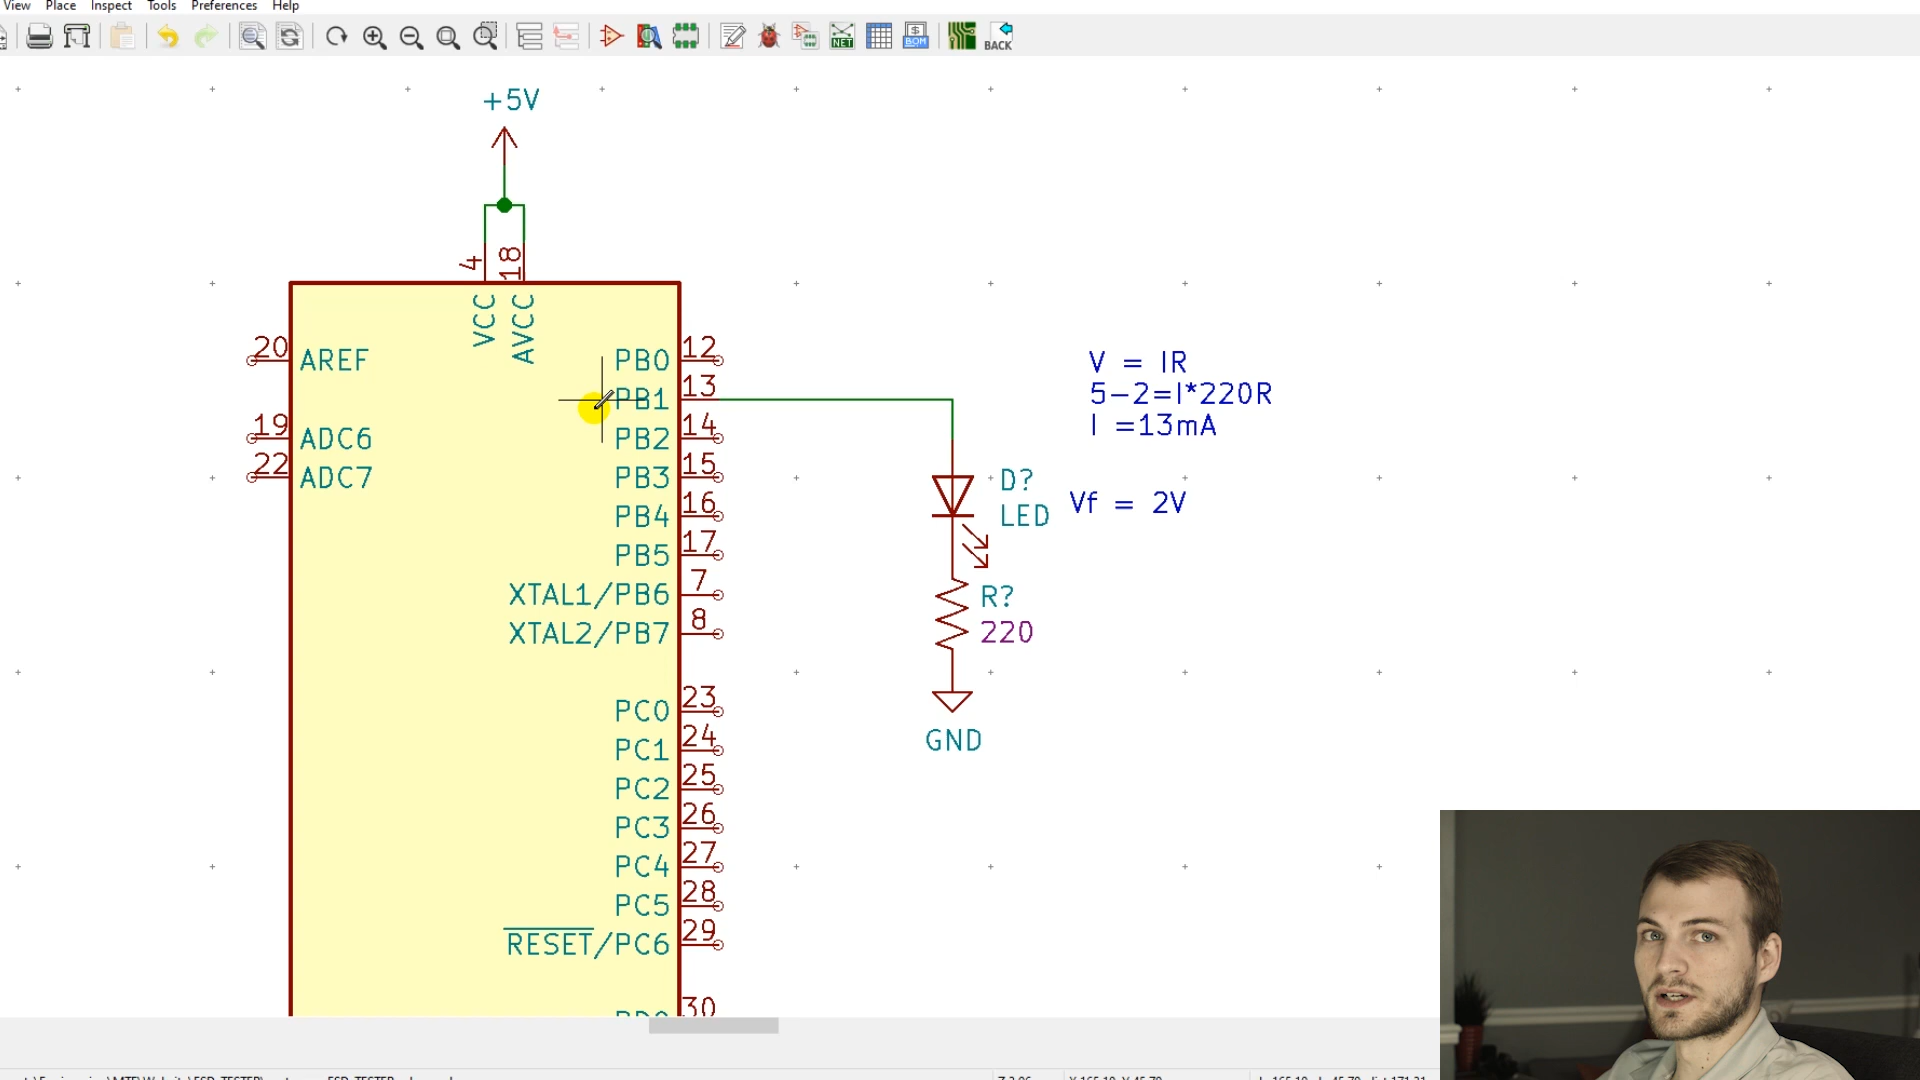 View Place Inspect Tools Preferences Help
NET
BOM
BACK
+5V
4
18
VCC
AVCC
20
AREF
PB0
12
PB1
13
19
ADC6
PB2
14
22
ADC7
PB3
15
PB4
16
PB5
17
XTAL1/PB6
7
XTAL2/PB7
8
PC0
23
PC1
24
PC2
25
PC3
26
PC4
27
PC5
28
RESET/PC6
29
30
V = IR
5-2=I*220R
I =13mA
D?
LED
Vf = 2V
R?
220
GND